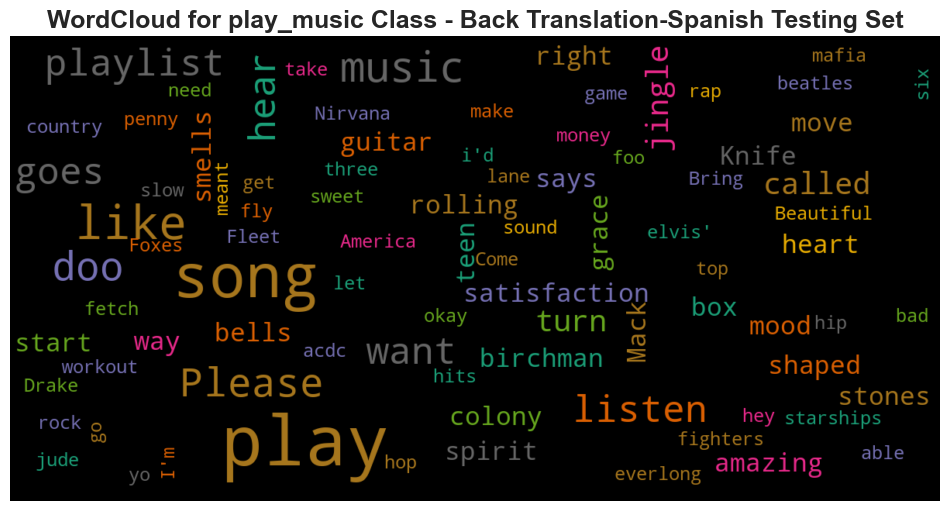 WordCloud for play_music Class - Back Translation-Spanish Testing Set
playlist
music
right
mafia
hear
take
jingle
need
game
rap
beatles
six
country
penny
smells
Nirvana
make
money
move
guitar
i'd
foo
Knife
goes
slow
meant
get
three
lane
says
Bring
called
sweet
like
fly
rolling
grace
Beautiful
Foxes
Fleet
America
teen
sound
elvis'
heart
doo
song
let
Come
top
fetch
satisfaction
box
okay
turn
Mack
mood
hip
bad
start
way
bells
acdc
want
birchman
shaped
workout
Drake
Please
hits
stones
rock
go
play
colony
listen
hey
starships
jude
I'm
hop
spirit
fighters
amazing
able
yo
everlong